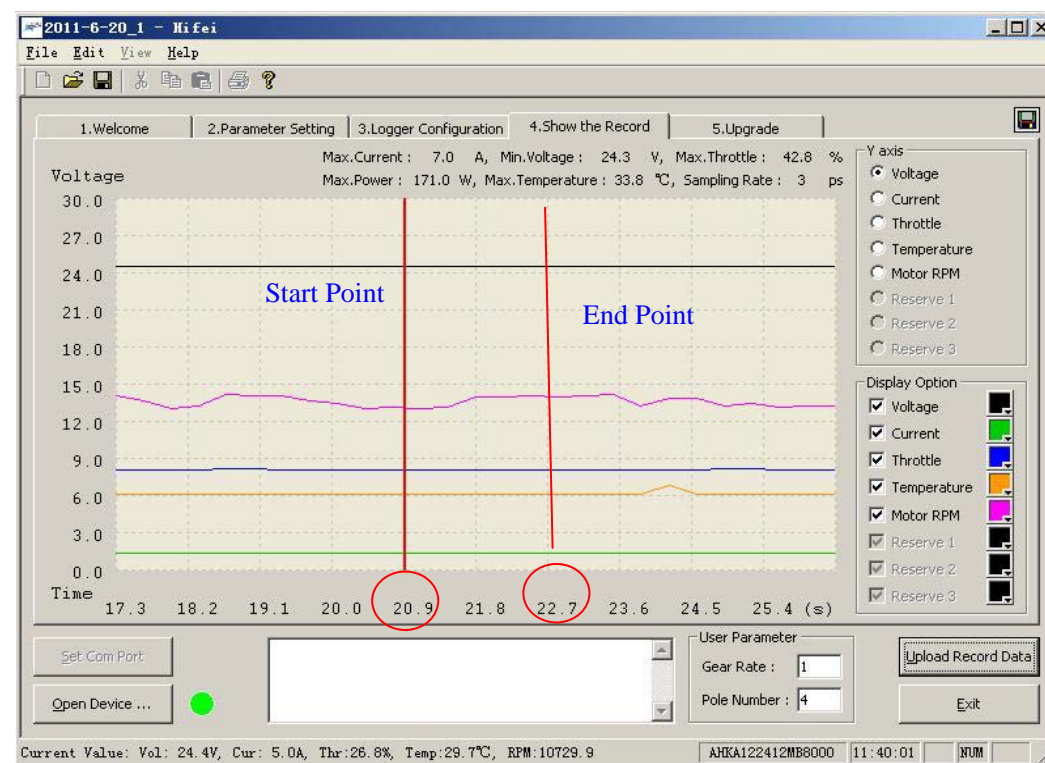 2011-6-20_1 - Hifei
File Edit View Help
1.Welcome 2.Parameter Setting 3.Logger Configuration 4.Show the Record 5.Upgrade
Max.Current : 7.0 A, Min.Voltage : 24.3 V, Max.Throttle : 42.8 %
Max.Power : 171.0 W, Max.Temperature : 33.8 ℃, Sampling Rate : 3 ps
Voltage
30.0
27.0
24.0
21.0
18.0
15.0
12.0
9.0
6.0
3.0
0.0
Start Point
End Point
Time
17.3 18.2 19.1 20.0 20.9 21.8 22.7 23.6 24.5 25.4 (s)
Y axis
Voltage
Current
Throttle
Temperature
Motor RPM
Reserve 1
Reserve 2
Reserve 3
Display Option
Voltage
Current
Throttle
Temperature
Motor RPM
Reserve 1
Reserve 2
Reserve 3
Set Com Port
Open Device ...
User Parameter
Gear Rate : 1
Pole Number : 4
Upload Record Data
Exit
Current Value: Vol: 24.4V, Cur: 5.0A, Thr:26.8%, Temp:29.7℃, RPM:10729.9 AHKA122412MB8000 11:40:01 NUM